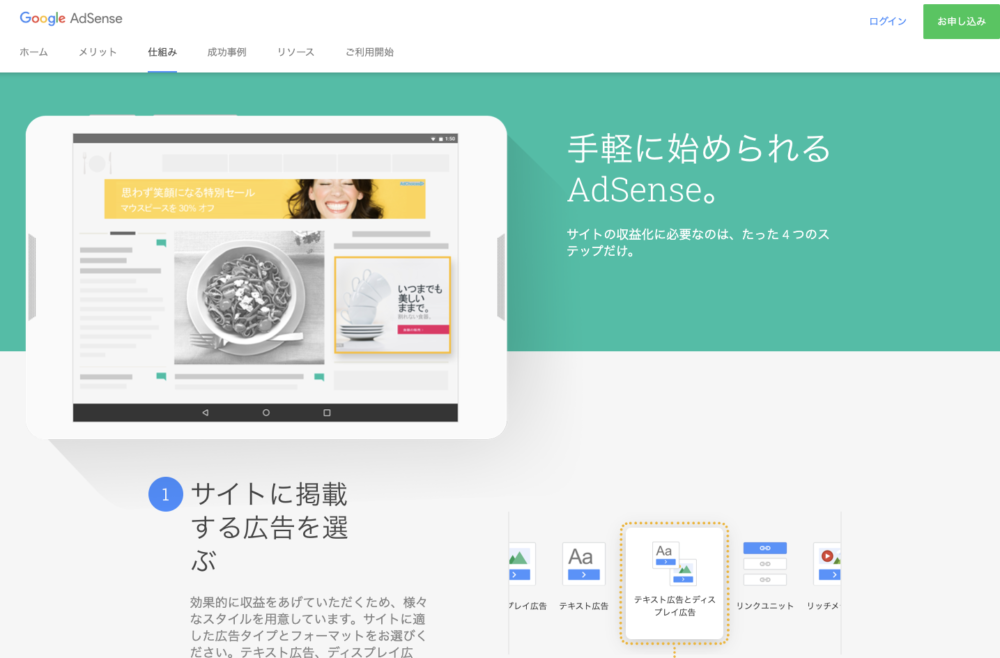 Google AdSense
ログイン
お申し込み
ホーム
メリット
仕組み
成功事例
リソース
ご利用開始
手軽に始められる
AdSense。
サイトの収益化に必要なのは、たった 4 つのス
テップだけ。
1:00
思わず笑顔になる特別セール
マウスピースを 30% オフ
いつまでも
美しい
ままで。
割れない食器。
1
サイトに掲載
する広告を選
ぶ
効果的に収益をあげていただくため、様々
なスタイルを用意しています。サイトに適
した広告タイプとフォーマットをお選びく
ださい。テキスト広告、ディスプレイ広
Aa
Aa
プレイ広告
テキスト広告
テキスト広告とディス
プレイ広告
リンクユニット
リッチメ